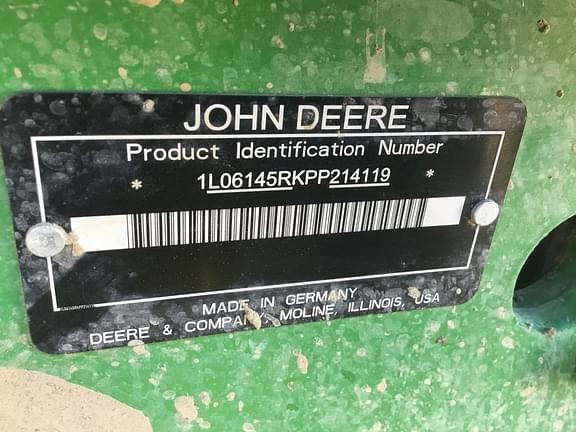 JOHN DEERE
Product Identification Number
* 1L06145RKPP214119 *
MADE IN GERMANY
DEERE & COMPANY, MOLINE, ILLINOIS, USA